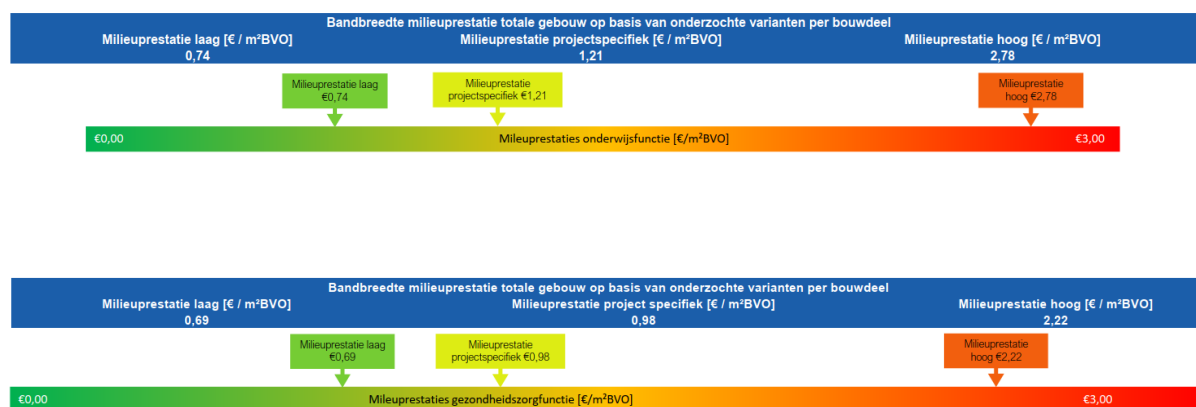 Bandbreedte milieuprestatie totale gebouw op basis van onderzochte varianten per bouwdeel
Milieuprestatie laag [€ / m²BVO] Milieuprestatie projectspecifiek [€ / m²BVO] Milieuprestatie hoog [€ / m²BVO]
0,74 1,21 2,78
Milieuprestatie laag
€0,74
Milieuprestatie
projectspecifiek €1,21
Milieuprestatie
hoog €2,78
€0,00 Mileuprestaties onderwijsfunctie [€/m²BVO] €3,00
Bandbreedte milieuprestatie totale gebouw op basis van onderzochte varianten per bouwdeel
Milieuprestatie laag [€ / m²BVO] Milieuprestatie project specifiek [€ / m²BVO] Milieuprestatie hoog [€ / m²BVO]
0,69 0,98 2,22
Milieuprestatie laag
€0,69
Milieuprestatie
projectspecifiek €0,98
Milieuprestatie
hoog €2,22
€0,00 Mileuprestaties gezondheidszorgfunctie [€/m²BVO] €3,00